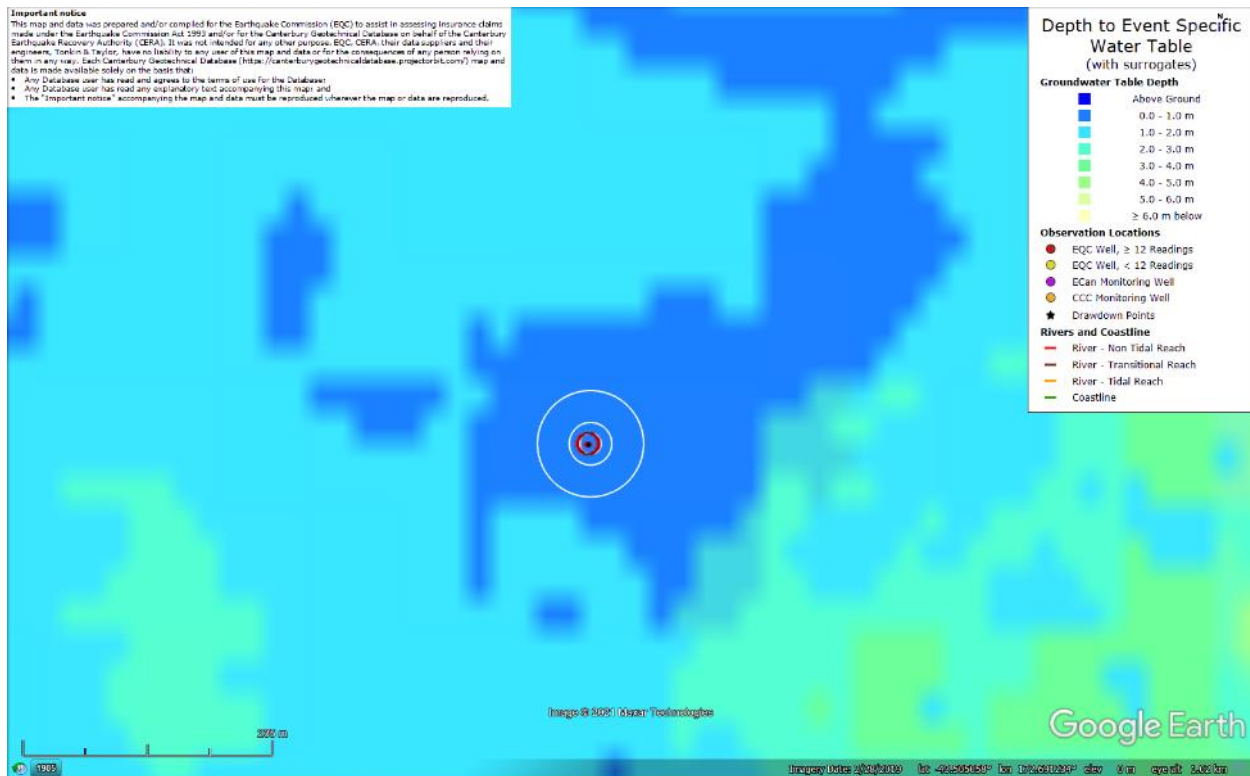 Important notice
This map and data was prepared and/or compiled for the Earthquake Commission (EQC) to assist in assessing insurance claims
made under the Earthquake Commission Act 1993 and/or for the Canterbury Geotechnical Database on behalf of the Canterbury
Earthquake Recovery Authority (CERA). It was not intended for any other purpose. EQC, CERA, their data suppliers and their
engineers, Tonkin & Taylor, have no liability to any user of this map and data or for the consequences of any person relying on
them in any way. Each Canterbury Geotechnical Database (https://canterburygeotechnicaldatabase.projectorbit.com/) map and
data is made available solely on the basis that:
• Any Database user has read and agrees to the terms of use for the Database;
• Any Database user has read any explanatory text accompanying this map; and
• The "Important notice" accompanying the map and data must be reproduced wherever the map or data are reproduced.
N
Depth to Event Specific
Water Table
(with surrogates)
Groundwater Table Depth
Above Ground
0.0 - 1.0 m
1.0 - 2.0 m
2.0 - 3.0 m
3.0 - 4.0 m
4.0 - 5.0 m
5.0 - 6.0 m
≥ 6.0 m below
Observation Locations
EQC Well, ≥ 12 Readings
EQC Well, < 12 Readings
ECan Monitoring Well
CCC Monitoring Well
Drawdown Points
Rivers and Coastline
River - Non Tidal Reach
River - Transitional Reach
River - Tidal Reach
Coastline
Image © 2021 Maxar Technologies
Google Earth
1905
Imagery Date: lat lon elev 0 m eye alt